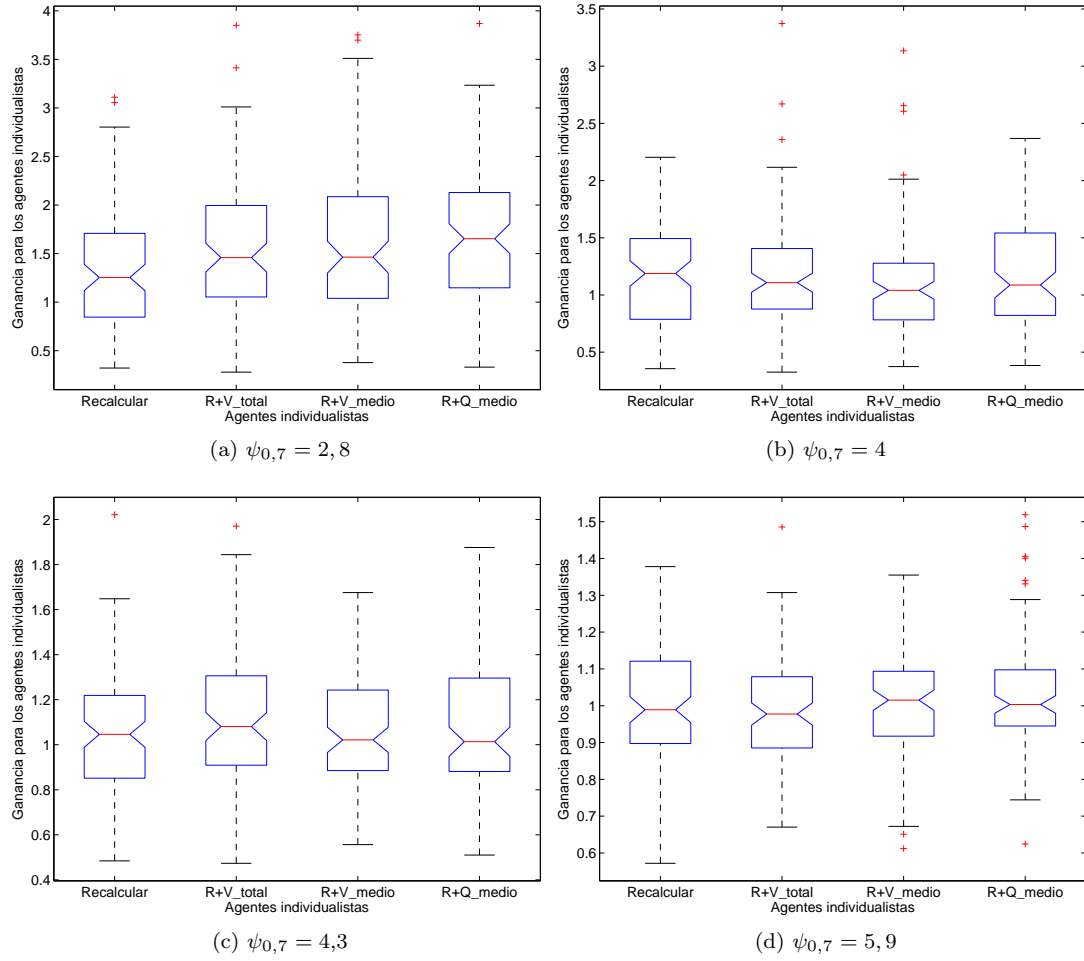 4
3.5
3
2.5
2
1.5
1
0.5
Ganancia para los agentes individualistas
Recalcular R+V_total R+V_medio R+Q_medio
Agentes individualistas
(a) ψ0,7 = 2, 8
3.5
3
2.5
2
1.5
1
0.5
Ganancia para los agentes individualistas
Recalcular R+V_total R+V_medio R+Q_medio
Agentes individualistas
(b) ψ0,7 = 4
2
1.8
1.6
1.4
1.2
1
0.8
0.6
0.4
Ganancia para los agentes individualistas
Recalcular R+V_total R+V_medio R+Q_medio
Agentes individualistas
(c) ψ0,7 = 4,3
1.5
1.4
1.3
1.2
1.1
1
0.9
0.8
0.7
0.6
Ganancia para los agentes individualistas
Recalcular R+V_total R+V_medio R+Q_medio
Agentes individualistas
(d) ψ0,7 = 5, 9